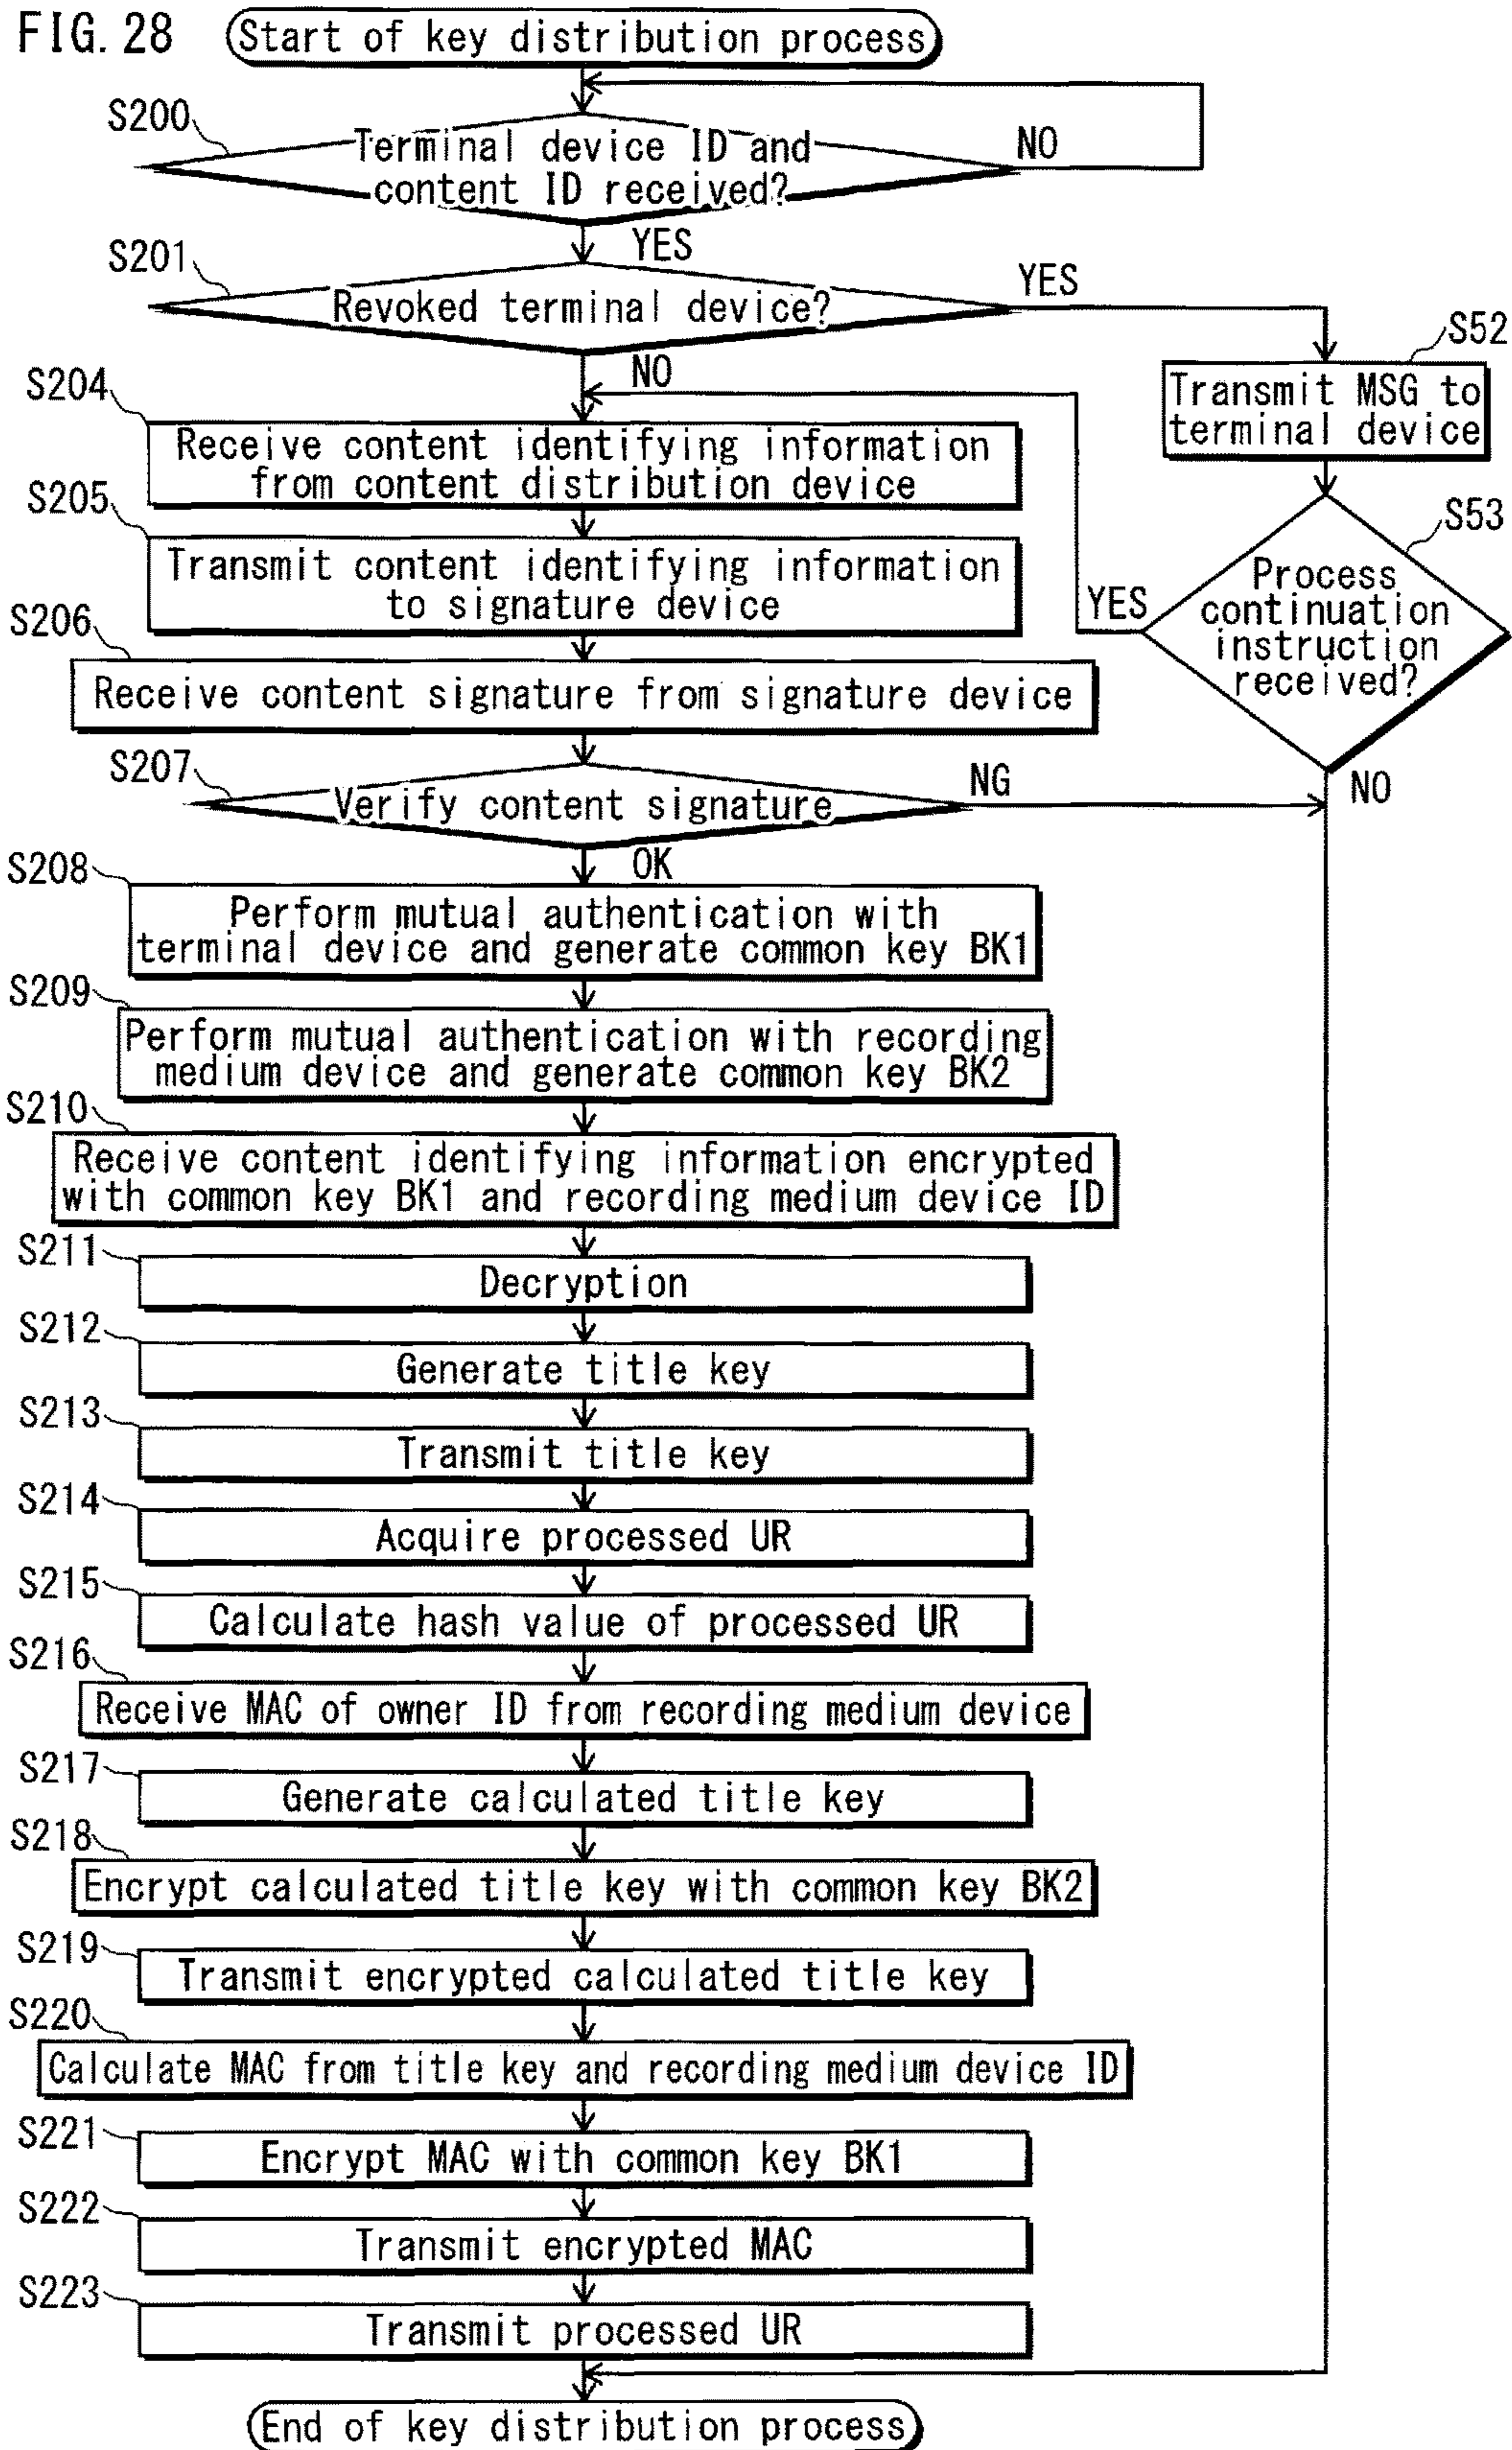 FIG. 28
Start of key distribution process
S200
Terminal device ID and
content ID received?
NO
YES
S201
Revoked terminal device?
YES
NO
S52
Transmit MSG to
terminal device
S53
Process
continuation
instruction
received?
YES
NO
S204
Receive content identifying information
from content distribution device
S205
Transmit content identifying information
to signature device
S206
Receive content signature from signature device
S207
Verify content signature
NG
OK
S208
Perform mutual authentication with
terminal device and generate common key BK1
S209
Perform mutual authentication with recording
medium device and generate common key BK2
S210
Receive content identifying information encrypted
with common key BK1 and recording medium device ID
S211
Decryption
S212
Generate title key
S213
Transmit title key
S214
Acquire processed UR
S215
Calculate hash value of processed UR
S216
Receive MAC of owner ID from recording medium device
S217
Generate calculated title key
S218
Encrypt calculated title key with common key BK2
S219
Transmit encrypted calculated title key
S220
Calculate MAC from title key and recording medium device ID
S221
Encrypt MAC with common key BK1
S222
Transmit encrypted MAC
S223
Transmit processed UR
End of key distribution process